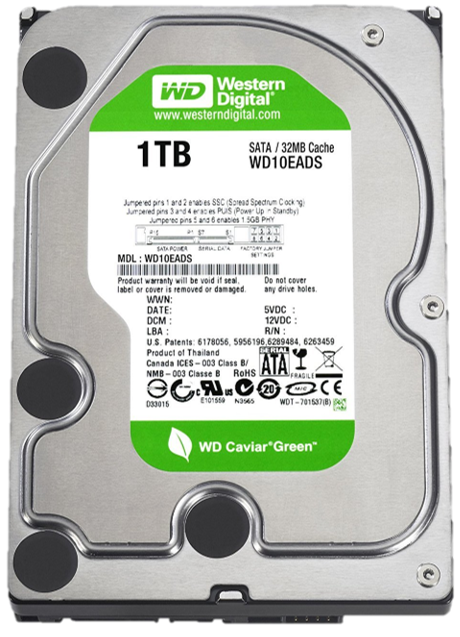 WD Western
Digital®
www.westerndigital.com
1TB
SATA / 32MB Cache
WD10EADS
Jumpered pins 1 and 2 enables SSC (Spread Spectrum Clocking)
Jumpered pins 3 and 4 enables PUIS (Power Up in Standby)
Jumpered pins 5 and 6 enables 1.5GB PHY
SATA POWER SERIAL DATA FACTORY JUMPER
SETTINGS
MDL : WD10EADS
Product warranty will be void if seal,
label or cover is removed or damaged.
Do not cover
any drive holes.
WWN:
DATE: 5VDC :
DCM : 12VDC :
LBA : R/N :
U.S. Patents: 6178056, 5956196,6289484, 6263459
Product of Thailand
Canada ICES - 003 Class B/
NMB - 003 Classe B RoHS
SERIAL
ATA
FRAGILE
D33015 E101559 N3565 WDT - 701537(B)
WD Caviar®Green™